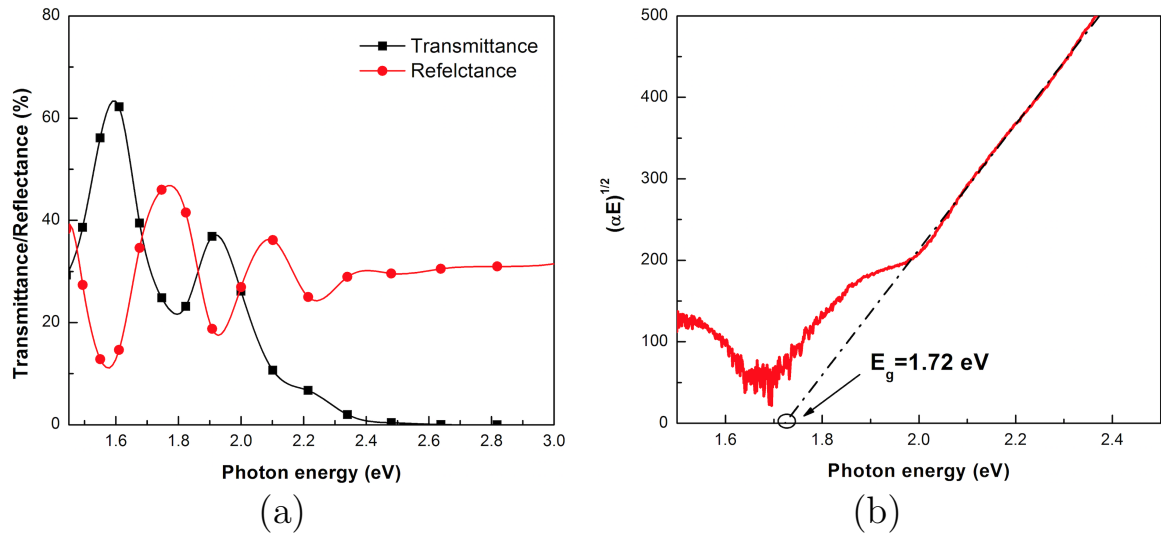 80
60
40
20
0
Transmittance/Reflectance (%)
Transmittance
Refelctance
1.6 1.8 2.0 2.2 2.4 2.6 2.8 3.0
Photon energy (eV)
(a)
500
400
300
200
100
0
(αE)^1/2
E_g=1.72 eV
1.6 1.8 2.0 2.2 2.4
Photon energy (eV)
(b)